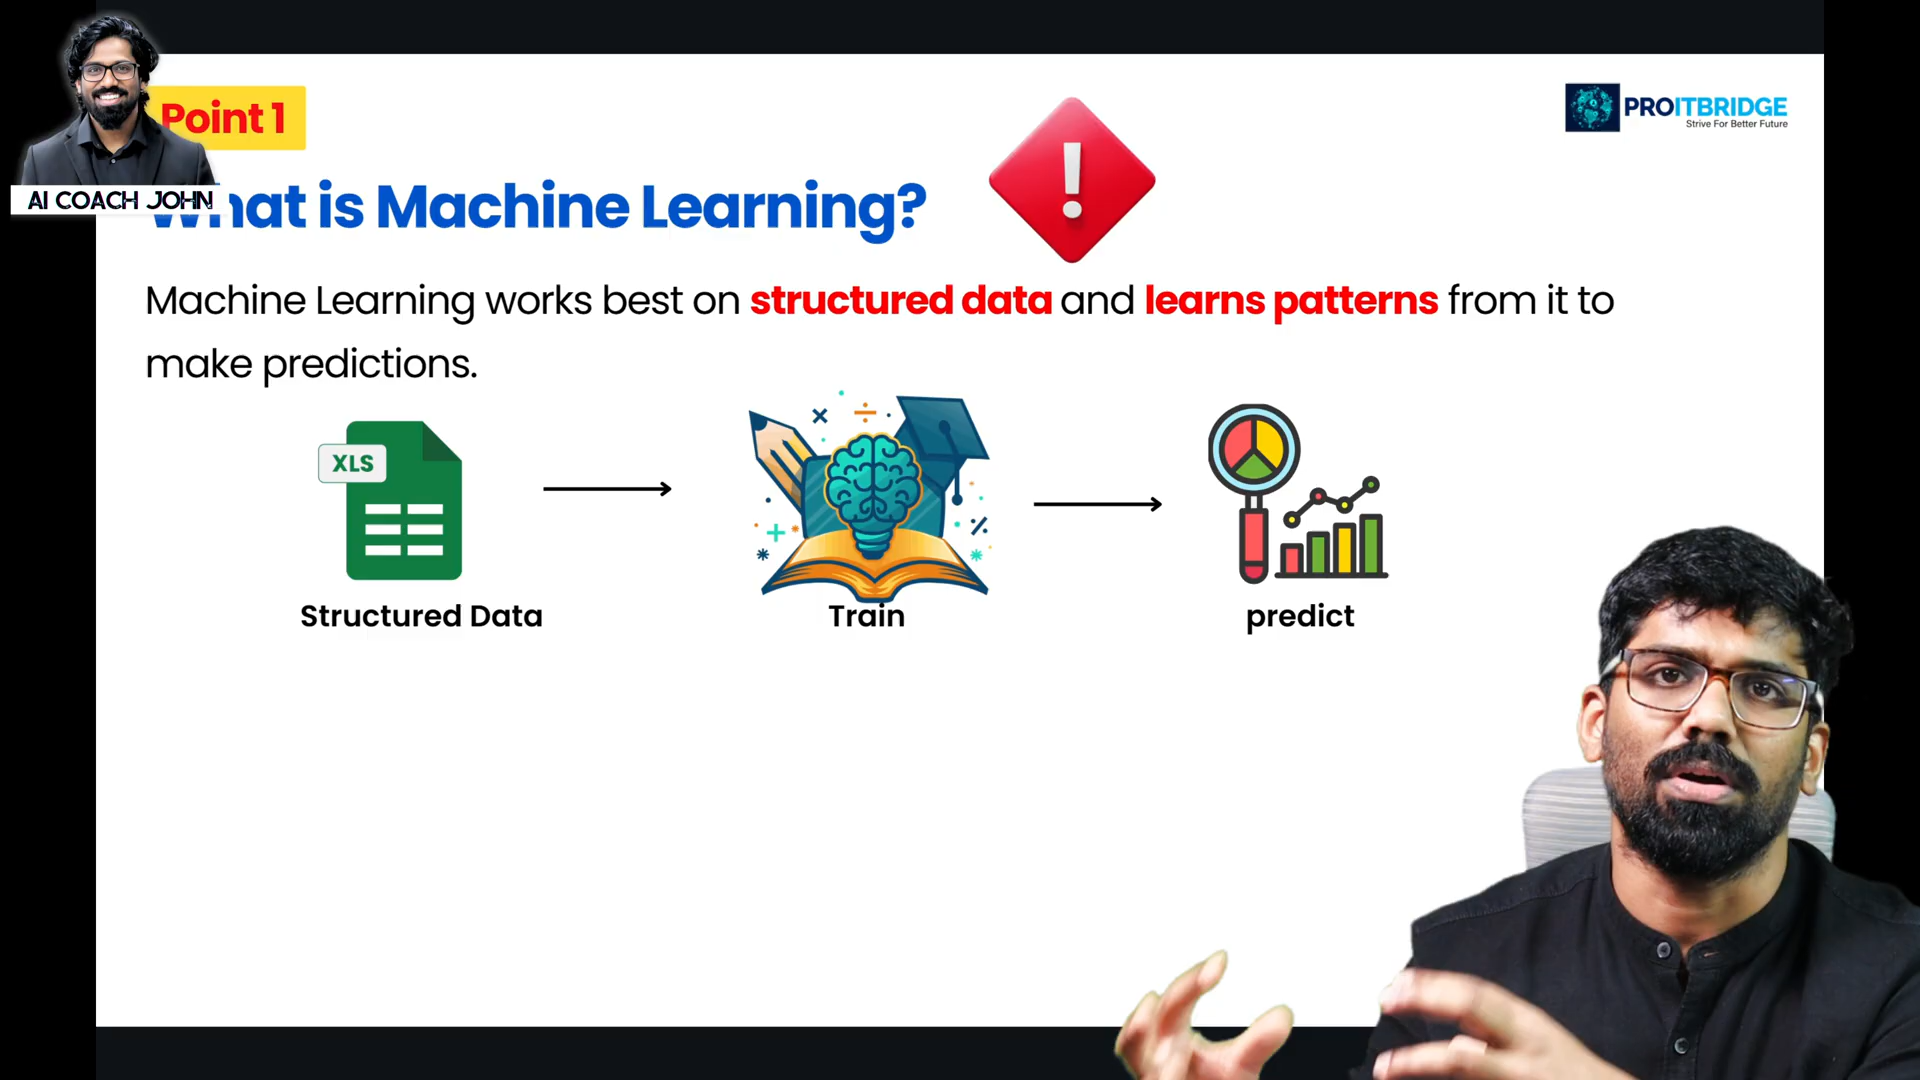 Point 1
PROITBRIDGE
Strive For Better Future
AI COACH JOHN
What is Machine Learning?
Machine Learning works best on structured data and learns patterns from it to
make predictions.
XLS
Structured Data
Train
predict